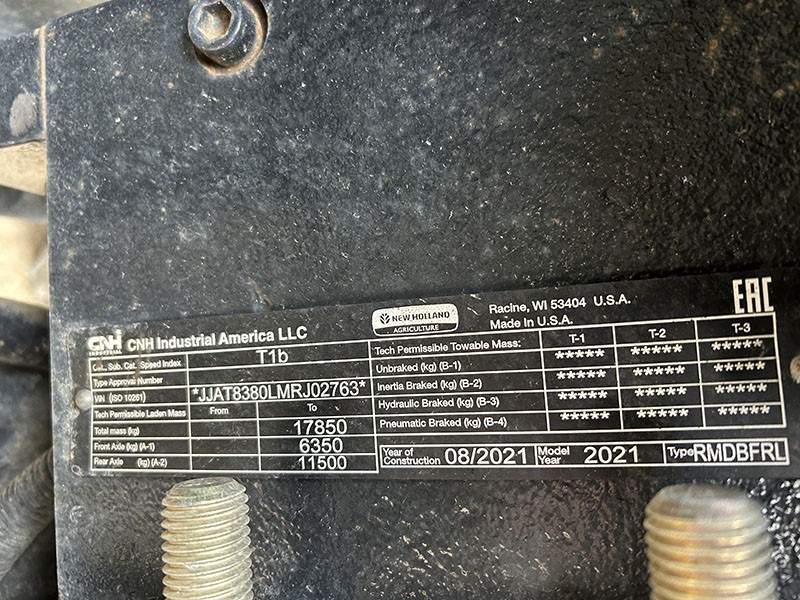 CNH INDUSTRIAL CNH Industrial America LLC
NEW HOLLAND
AGRICULTURE
Racine, WI 53404 U.S.A.
Made in U.S.A.
EAC
Cat., Sub. Cat. Speed Index T1b
Type Approval Number
VIN (ISO 10261) *JJAT8380LMRJ02763*
Tech Permissible Laden Mass From To
Total mass (kg) 17850
Front Axle (kg) (A-1) 6350
Rear Axle (kg) (A-2) 11500
Tech Permissible Towable Mass: T-1 T-2 T-3
Unbraked (kg) (B-1) ***** ***** *****
Inertia Braked (kg) (B-2) ***** ***** *****
Hydraulic Braked (kg) (B-3) ***** ***** *****
Pneumatic Braked (kg) (B-4) ***** ***** *****
Year of Construction 08/2021 Model Year 2021 Type RMDBFRL